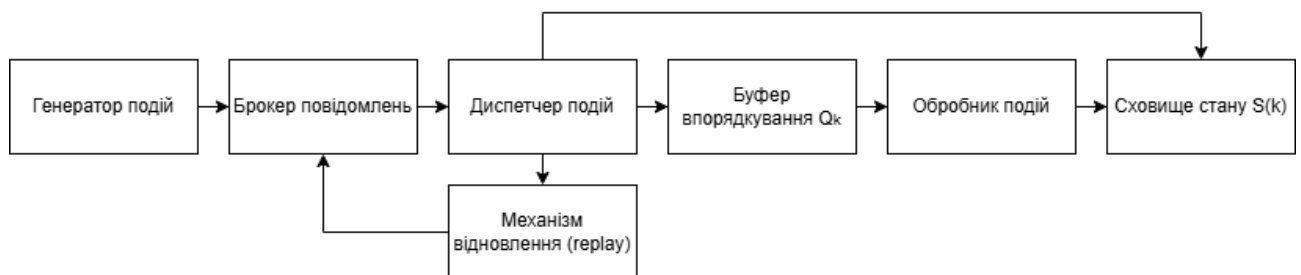 Генератор подій
Брокер повідомлень
Диспетчер подій
Буфер
впорядкування Qk
Обробник подій
Сховище стану S(k)
Механізм
відновлення (replay)